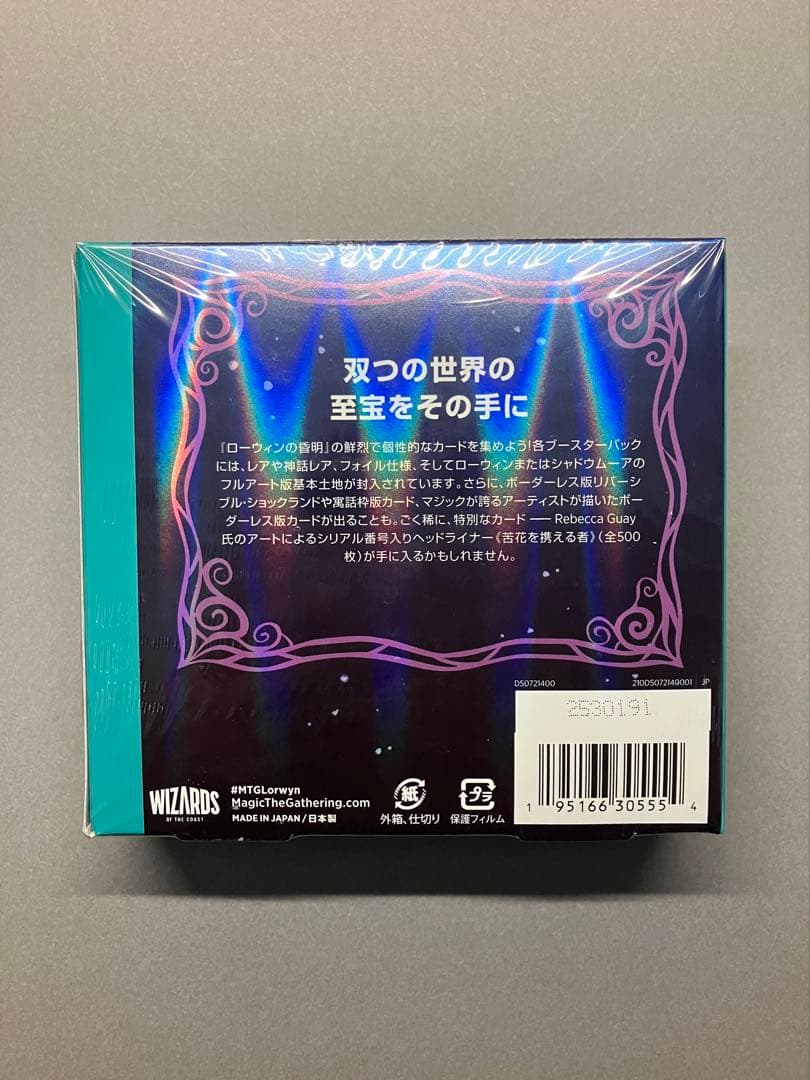 双つの世界の
至宝をその手に
『ローウィンの昏明』の鮮烈で個性的なカードを集めよう!各ブースターパック
には、レアや神話レア、フォイル仕様、そしてローウィンまたはシャドウムーアの
フルアート版基本土地が封入されています。さらに、ボーダーレス版リバーシ
ブル・ショックランドや寓話枠版カード、マジックが誇るアーティストが描いたボー
ダーレス版カードが出ることも。ごく稀に、特別なカード ― Rebecca Guay
氏のアートによるシリアル番号入りヘッドライナー《苦花を携える者》(全500
枚)が手に入るかもしれません。
D50721400 210D5072140001 JP
2530191
1 95166 30555 4
WIZARDS
OF THE COAST
#MTGLorwyn
MagicTheGathering.com
MADE IN JAPAN / 日本製
紙
外箱、仕切り
プラ
保護フィルム